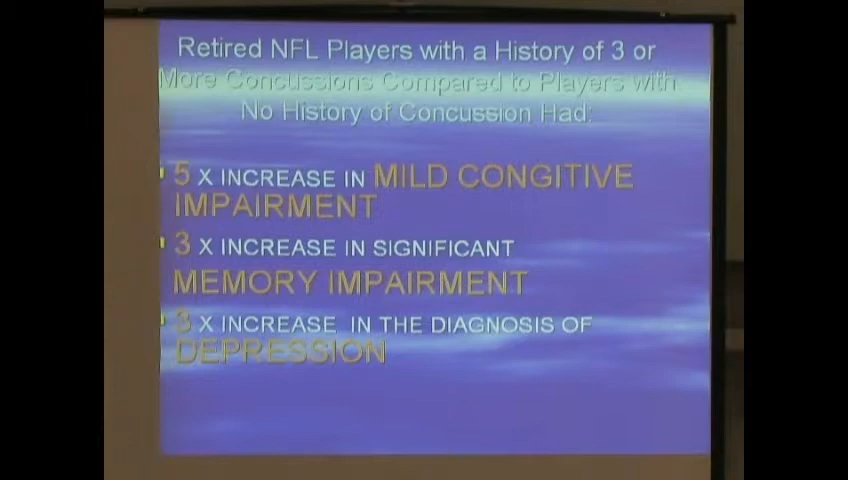 Retired NFL Players with a History of 3 or
More Concussions Compared to Players with
No History of Concussion Had:
5 X INCREASE IN MILD CONGITIVE
IMPAIRMENT
3 X INCREASE IN SIGNIFICANT
MEMORY IMPAIRMENT
3 X INCREASE IN THE DIAGNOSIS OF
DEPRESSION